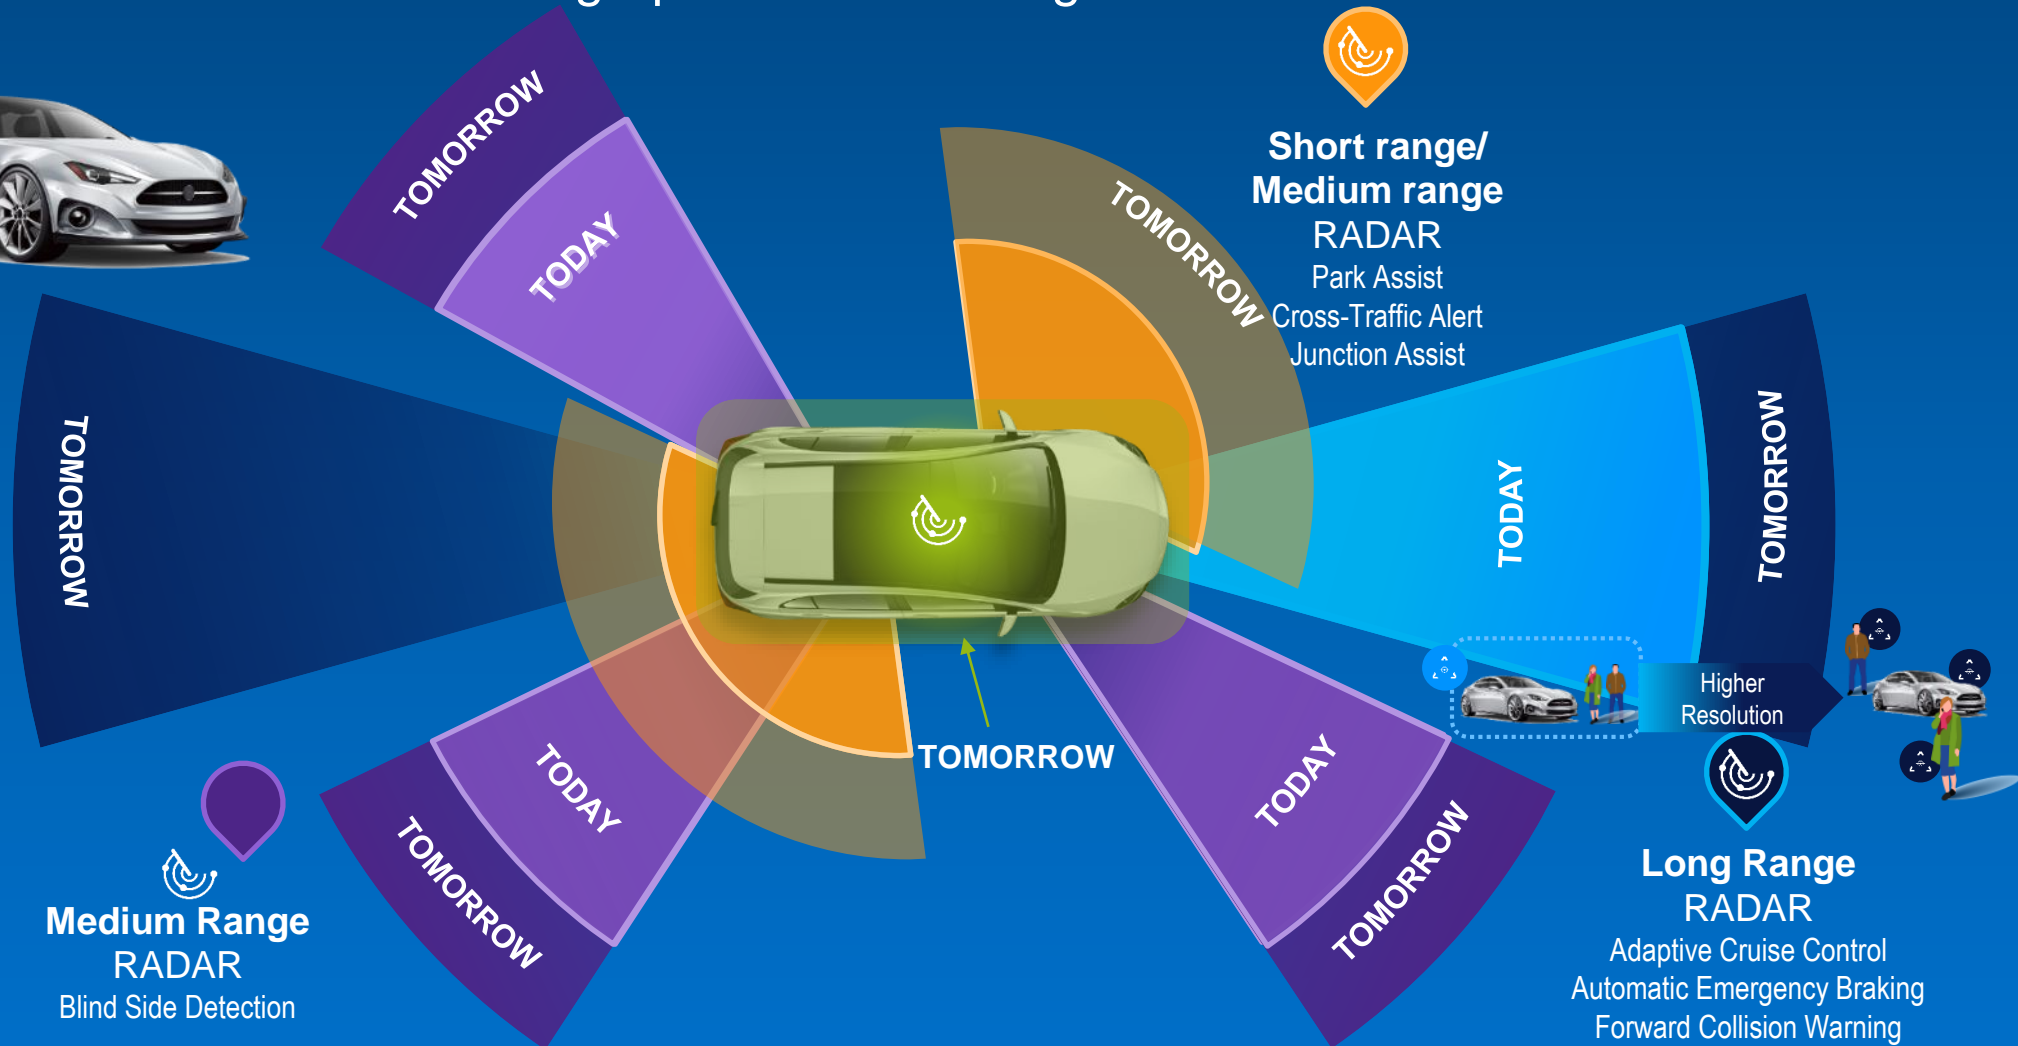 TOMORROW
TODAY
TOMORROW
Short range/
Medium range
RADAR
Park Assist
Cross-Traffic Alert
Junction Assist
TOMORROW
TODAY
TOMORROW
Higher
Resolution
TOMORROW
TODAY
TOMORROW
TODAY
TOMORROW
Medium Range
RADAR
Blind Side Detection
Long Range
RADAR
Adaptive Cruise Control
Automatic Emergency Braking
Forward Collision Warning